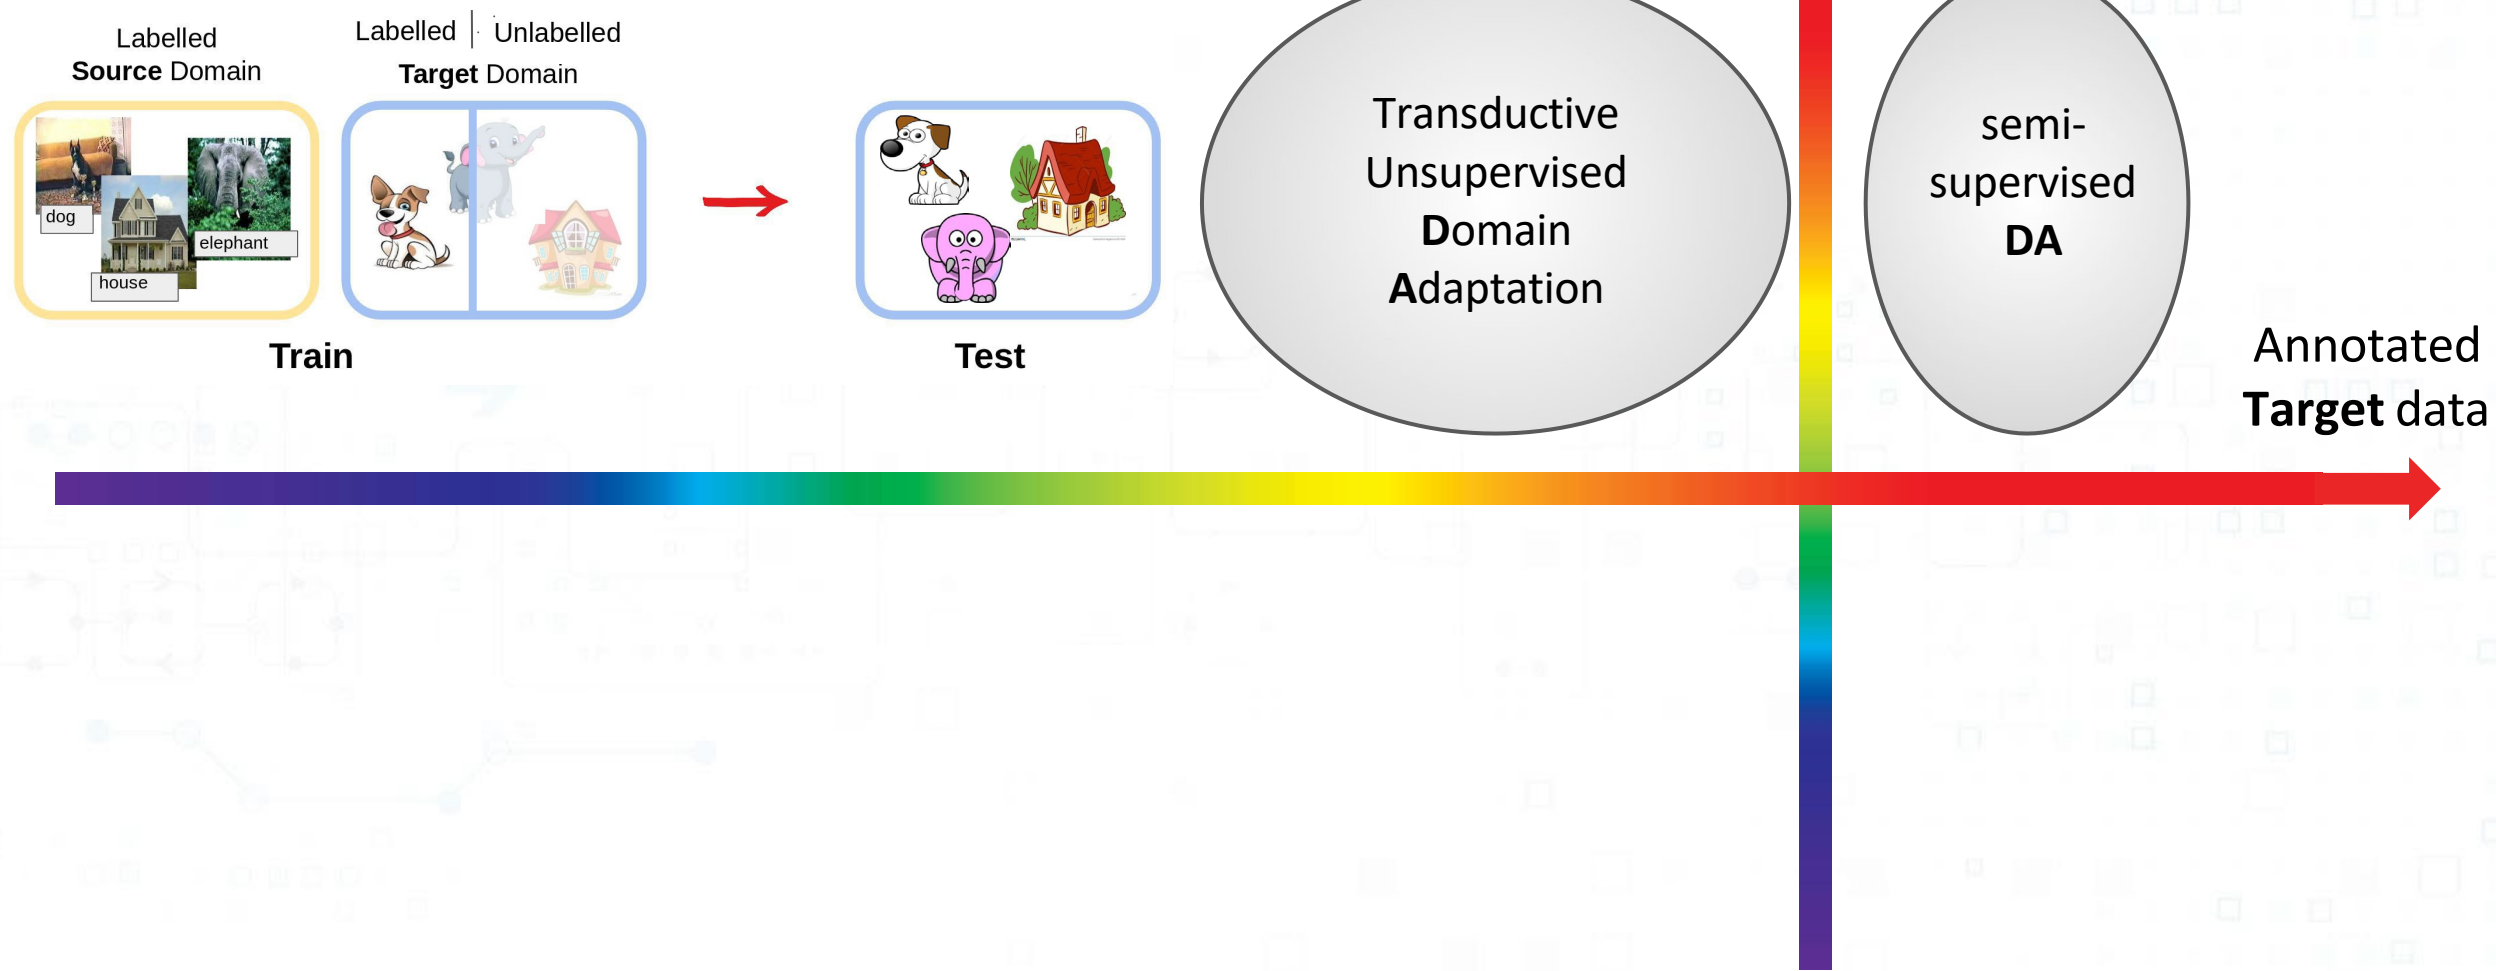 Labelled
Source Domain
Labelled
Unlabelled
Target Domain
dog
elephant
house
Train
Test
Transductive
Unsupervised
Domain
Adaptation
semi-
supervised
DA
Annotated
Target data